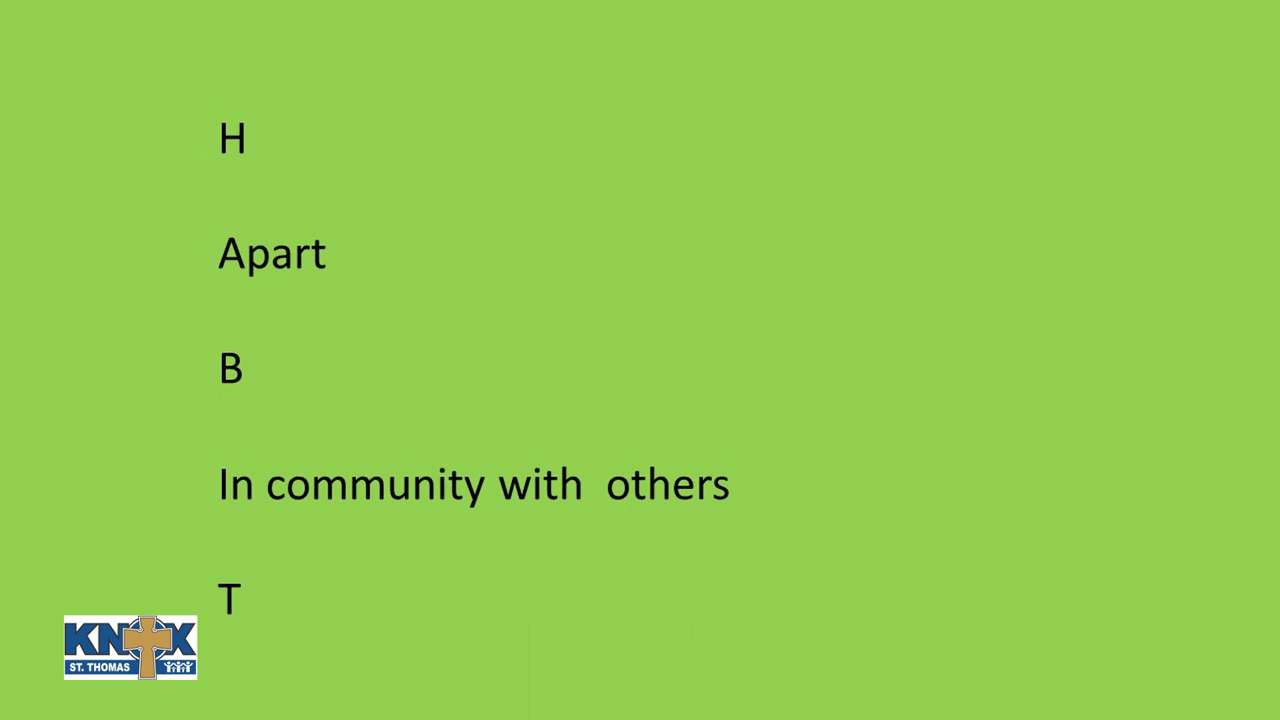 H
Apart
B
In community with  others
T
KNOX
ST. THOMAS